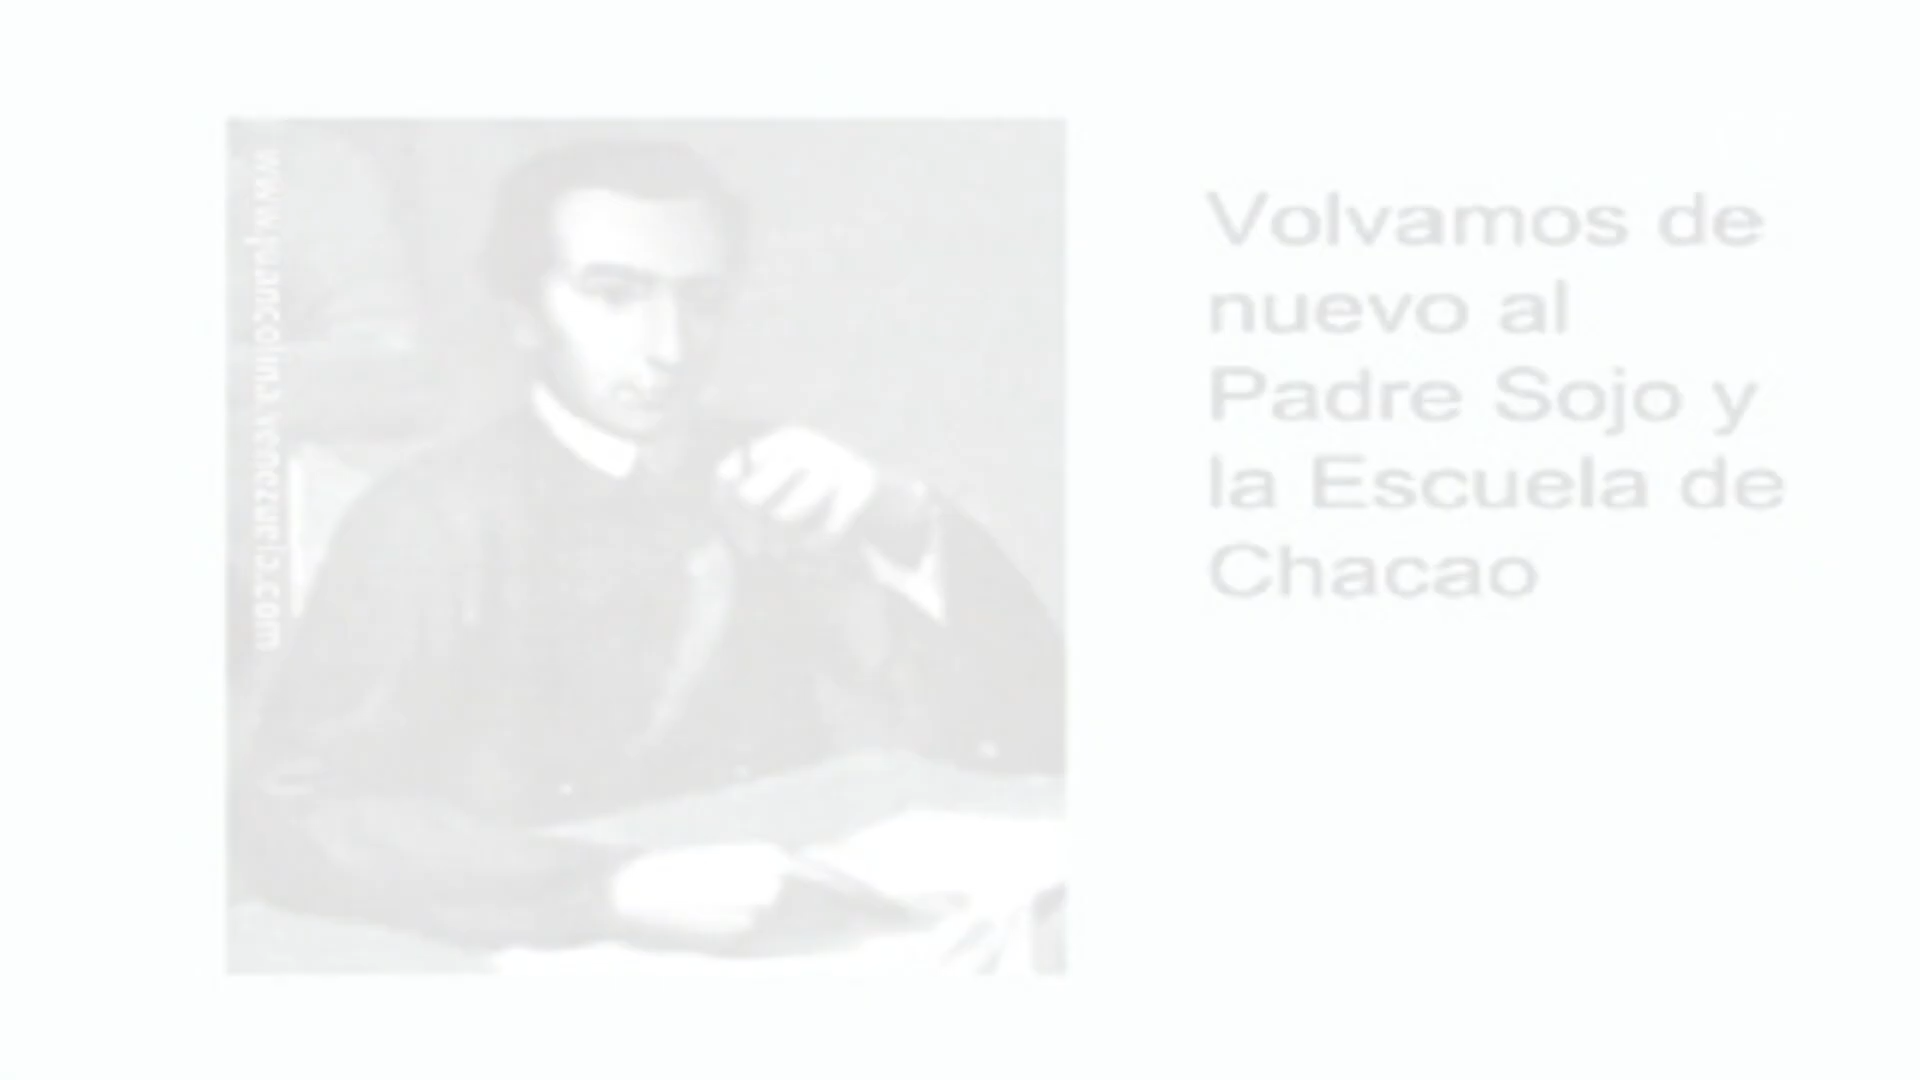 Volvamos de
nuevo al
Padre Sojo y
la Escuela de
Chacao